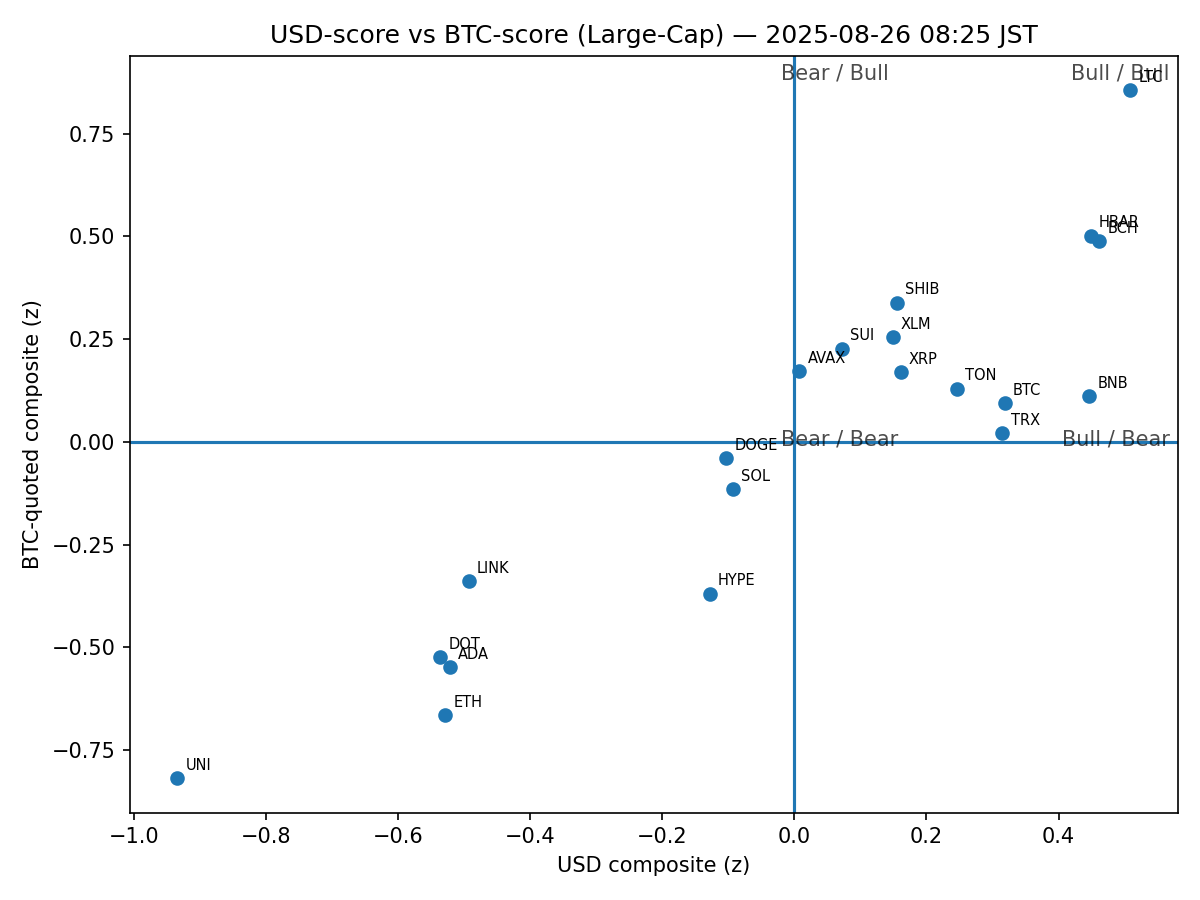 USD-score vs BTC-score (Large-Cap) — 2025-08-26 08:25 JST
Bear / Bull
Bull / Bull
LTC
0.75
HBAR
BCH
0.50
SHIB
XLM
0.25
SUI
AVAX
XRP
TON
BNB
BTC
TRX
0.00
Bear / Bear
Bull / Bear
DOGE
SOL
−0.25
LINK
HYPE
−0.50
DOT
ADA
ETH
−0.75
UNI
BTC-quoted composite (z)
−1.0 −0.8 −0.6 −0.4 −0.2 0.0 0.2 0.4
USD composite (z)